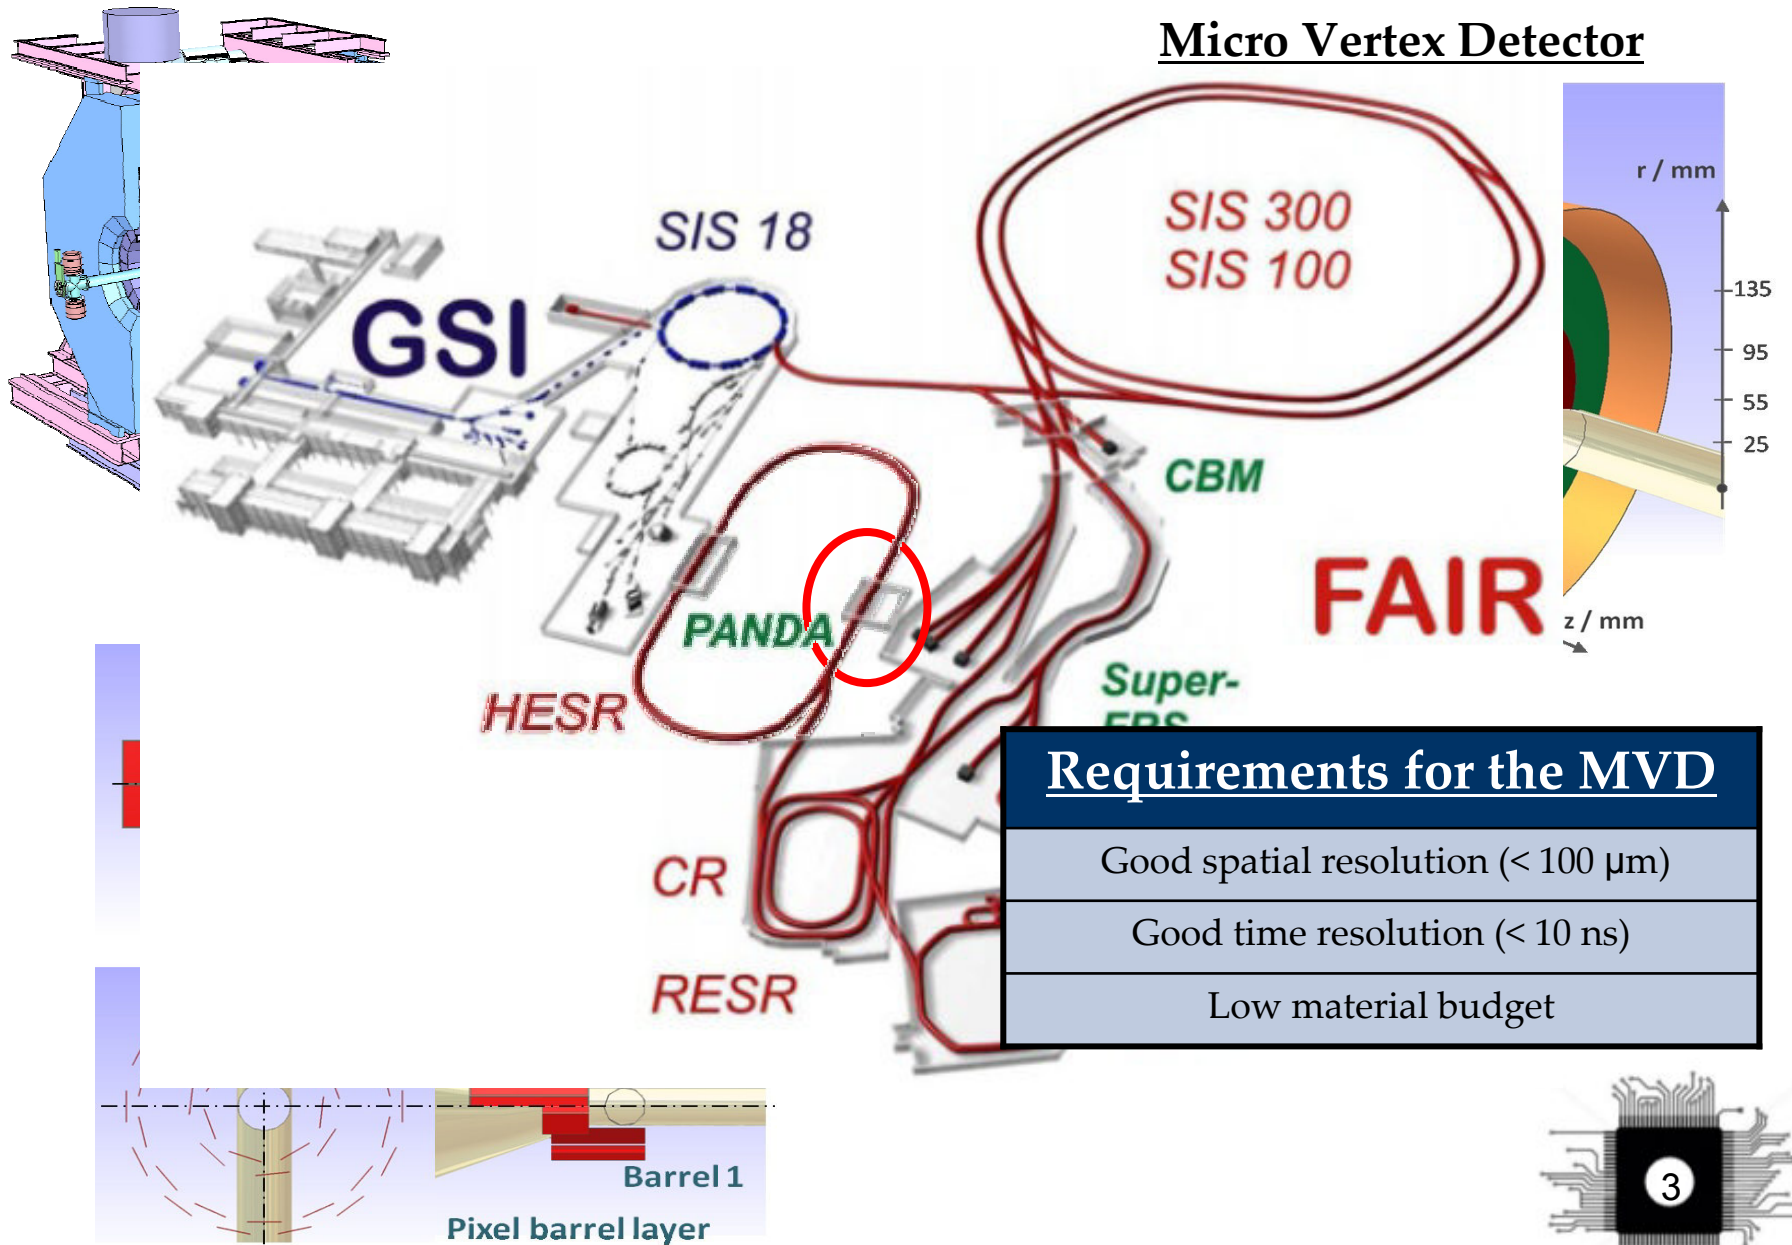 Micro Vertex Detector
r / mm
SIS 18
SIS 300
SIS 100
135
GSI
95
55
25
CBM
FAIR
z / mm
PANDA
Super-
HESR
Requirements for the MVD
Good spatial resolution (< 100 μm)
CR
Good time resolution (< 10 ns)
RESR
Low material budget
Barrel 1
3
Pixel barrel layer